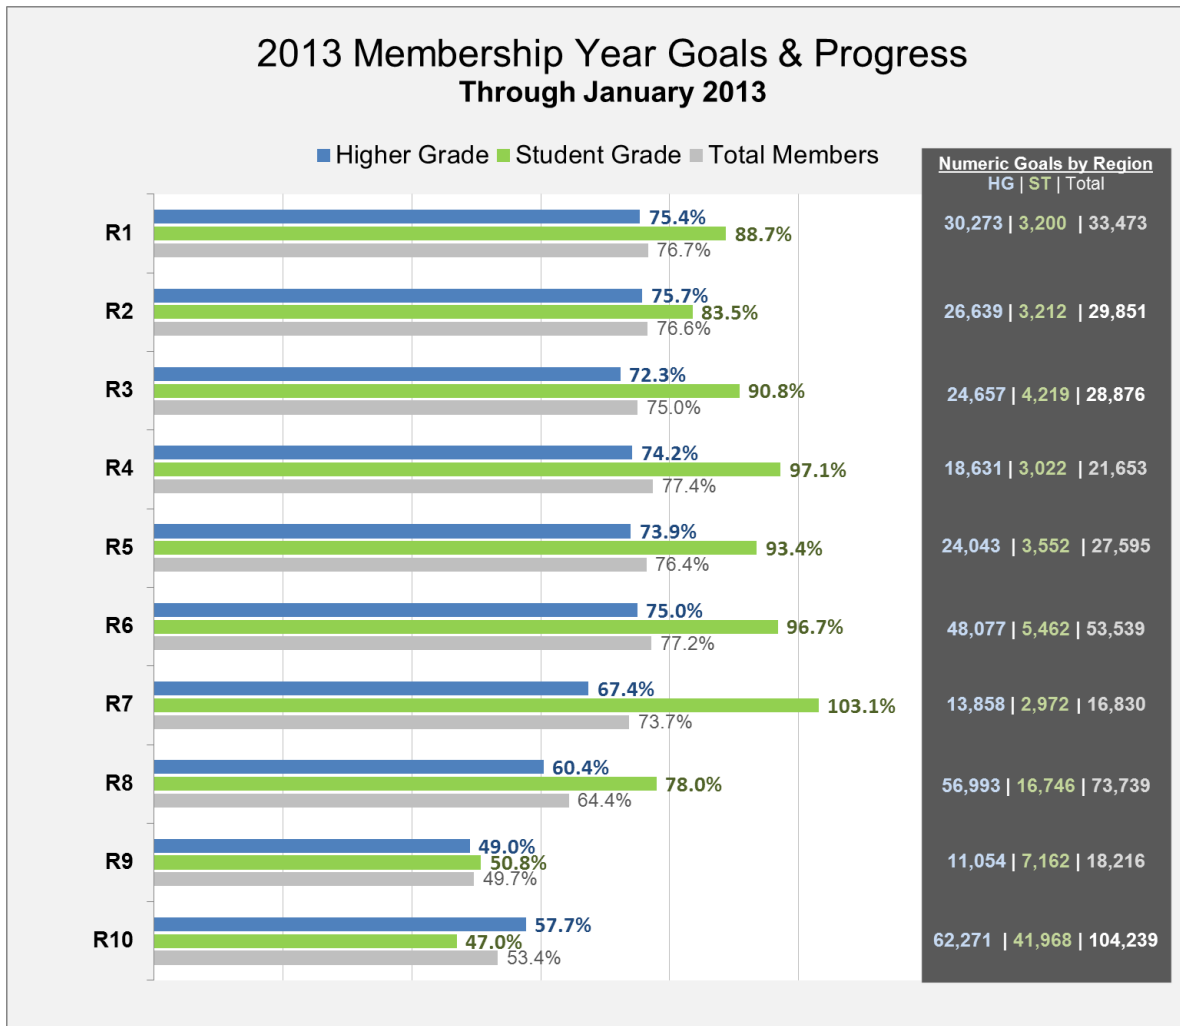 2013 Membership Year Goals & Progress
Through January 2013
Higher Grade Student Grade Total Members
Numeric Goals by Region
HG | ST | Total
R1
75.4%
88.7%
76.7%
30,273 | 3,200 | 33,473
R2
75.7%
83.5%
76.6%
26,639 | 3,212 | 29,851
R3
72.3%
90.8%
75.0%
24,657 | 4,219 | 28,876
R4
74.2%
97.1%
77.4%
18,631 | 3,022 | 21,653
R5
73.9%
93.4%
76.4%
24,043 | 3,552 | 27,595
R6
75.0%
96.7%
77.2%
48,077 | 5,462 | 53,539
R7
67.4%
103.1%
73.7%
13,858 | 2,972 | 16,830
R8
60.4%
78.0%
64.4%
56,993 | 16,746 | 73,739
R9
49.0%
50.8%
49.7%
11,054 | 7,162 | 18,216
R10
57.7%
47.0%
53.4%
62,271 | 41,968 | 104,239